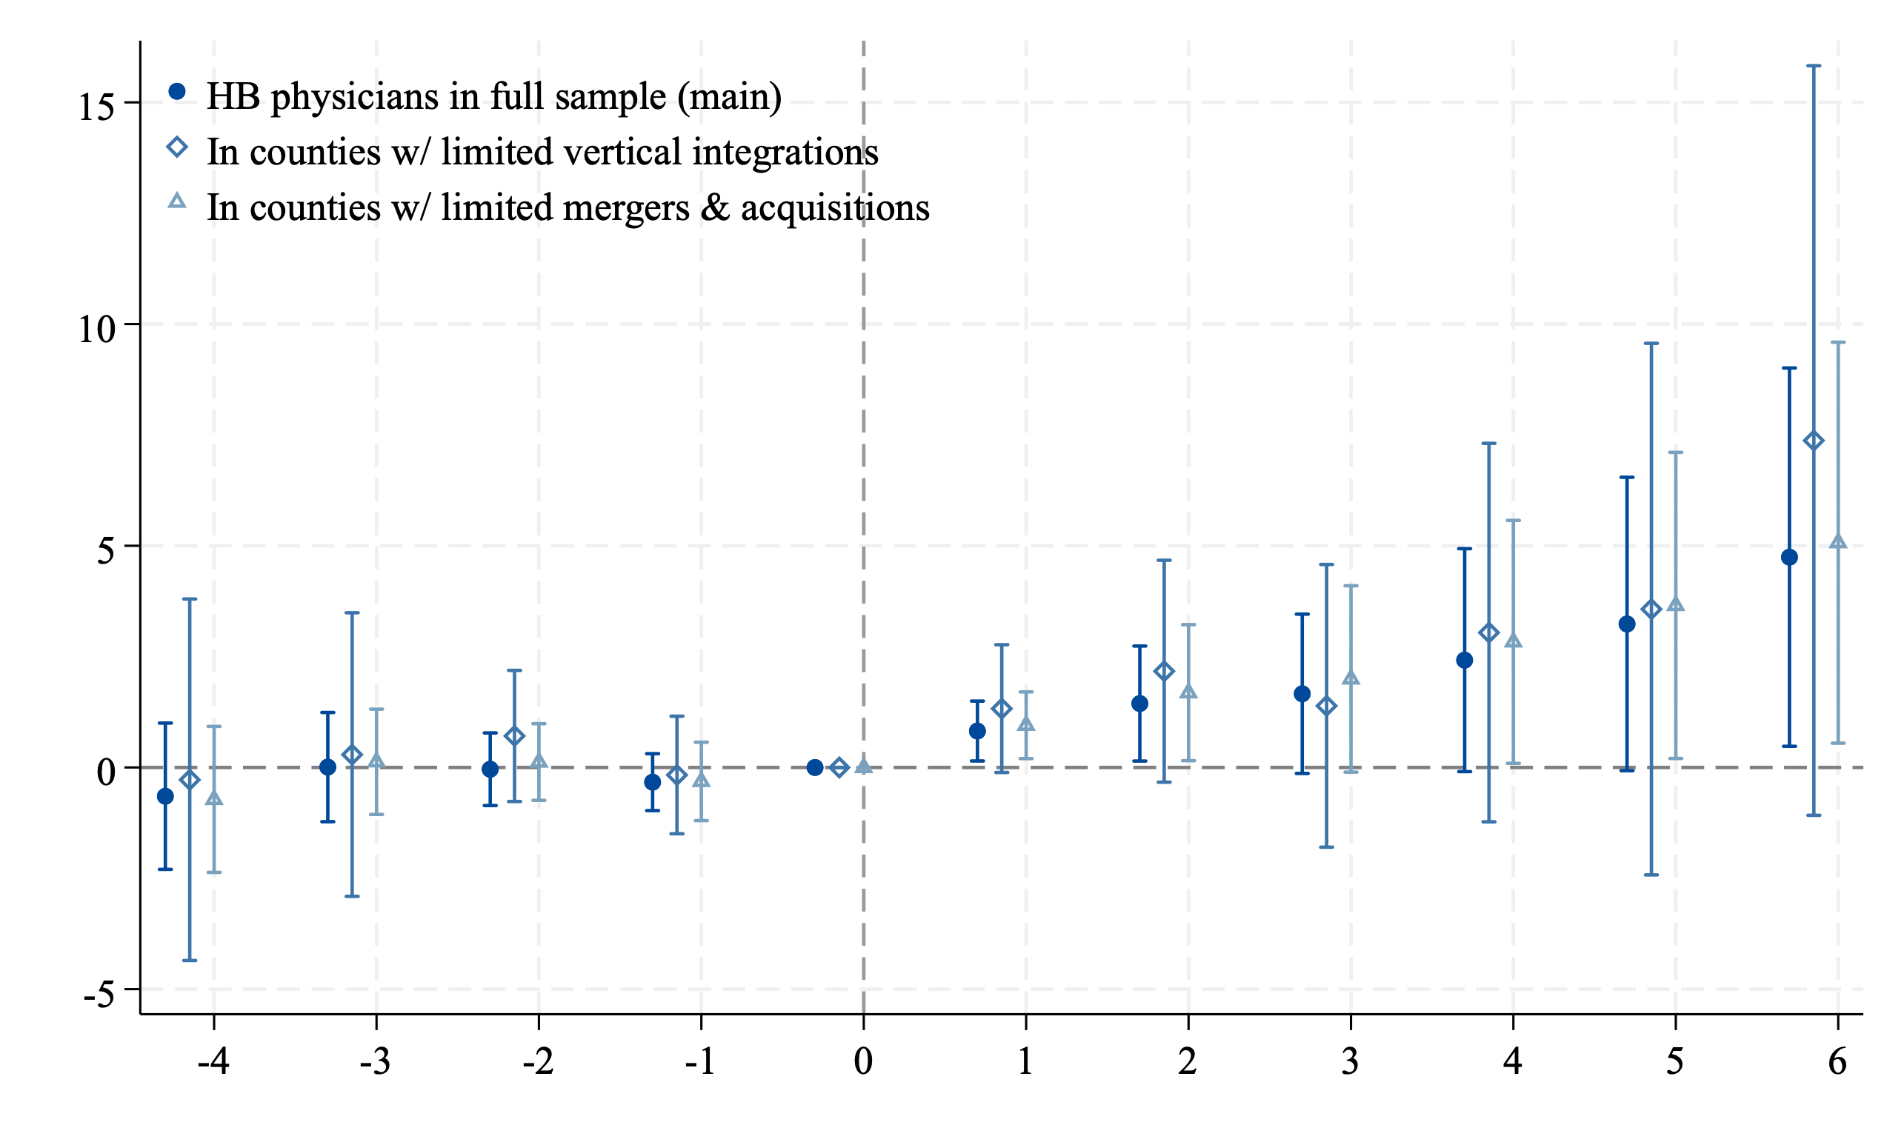 15
10
5
0
-5
HB physicians in full sample (main)
In counties w/ limited vertical integrations
In counties w/ limited mergers & acquisitions
-4 -3 -2 -1 0 1 2 3 4 5 6